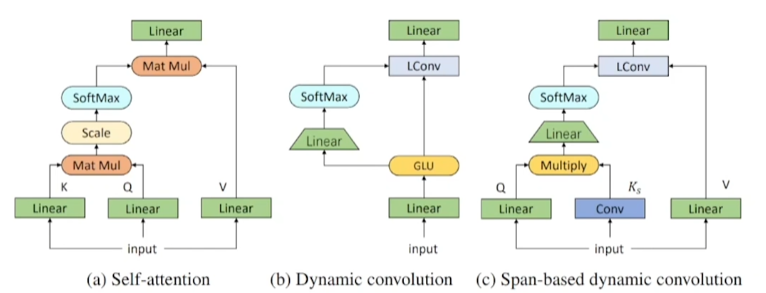 Linear
Mat Mul
SoftMax
Scale
Mat Mul
K
Q
V
Linear
Linear
Linear
input
(a) Self-attention
Linear
LConv
SoftMax
Linear
GLU
Linear
input
(b) Dynamic convolution
Linear
LConv
SoftMax
Linear
Multiply
Q
Ks
V
Linear
Conv
Linear
input
(c) Span-based dynamic convolution